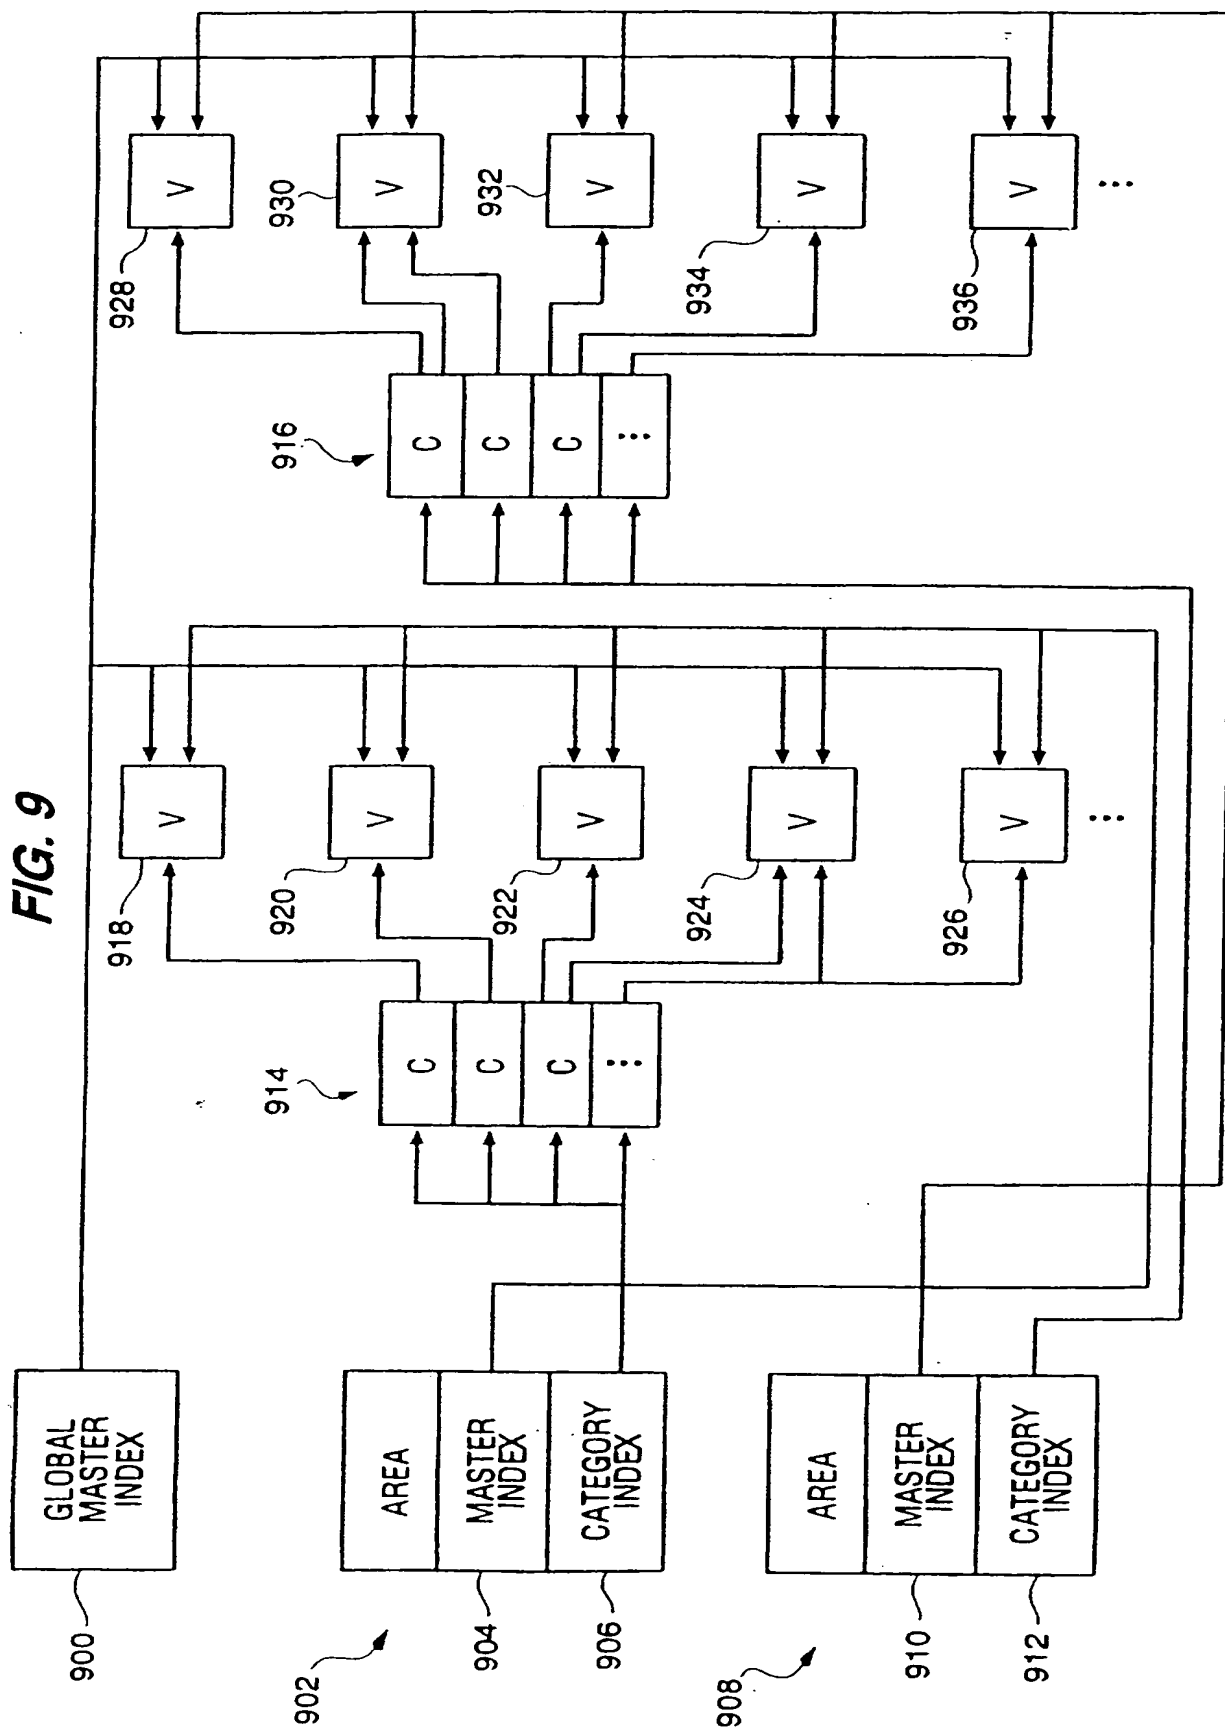 FIG. 9
900
GLOBAL
MASTER
INDEX
902
AREA
904
MASTER
INDEX
906
CATEGORY
INDEX
908
AREA
910
MASTER
INDEX
912
CATEGORY
INDEX
914
C
C
C
⋮
918
V
920
V
922
V
924
V
926
V
⋮
916
C
C
C
⋮
928
V
930
V
932
V
934
V
936
V
⋮